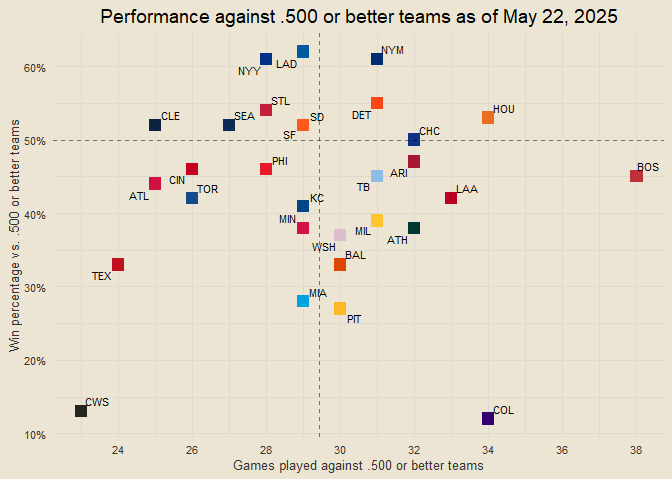 Performance against .500 or better teams as of May 22, 2025
Win percentage vs. .500 or better teams
60%
50%
40%
30%
20%
10%
NYY
LAD
NYM
STL
DET
HOU
CLE
SEA
SD
SF
CHC
CIN
PHI
ARI
BOS
ATL
TOR
TB
LAA
KC
MIN
MIL
ATH
WSH
TEX
BAL
MIA
PIT
CWS
COL
24
26
28
30
32
34
36
38
Games played against .500 or better teams